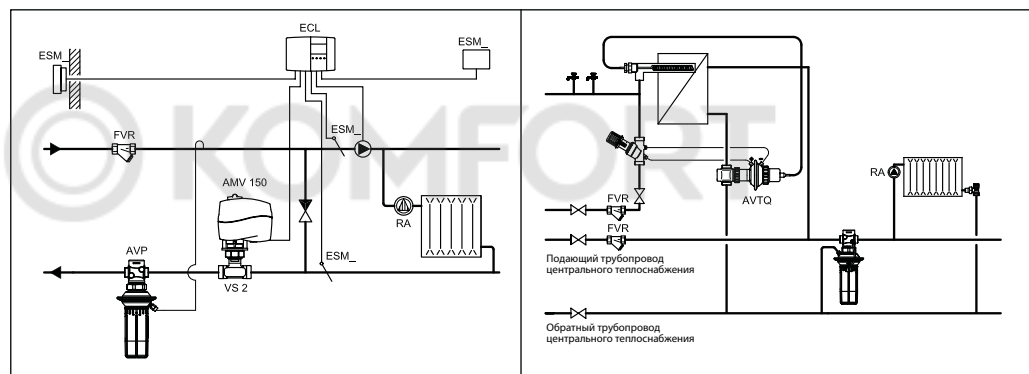 KOMFORT
ECL
ESM_
ESM_
FVR
ESM_
AMV 150
RA
AVP
ESM_
VS 2
RA
AVTQ
FVR
FVR
Подающий трубопровод
центрального теплоснабжения
Обратный трубопровод
центрального теплоснабжения